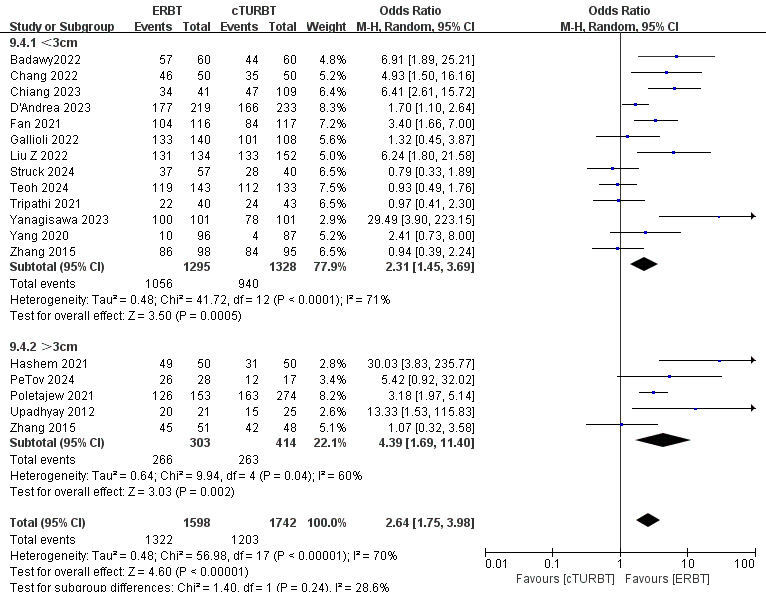 ERBT cTURBT Odds Ratio Odds Ratio
Study or Subgroup Events Total Events Total Weight M-H, Random, 95% CI M-H, Random, 95% CI
9.4.1 <3cm
Badawy2022 57 60 44 60 4.8% 6.91 [1.89, 25.21]
Chang 2022 46 50 35 50 5.2% 4.93 [1.50, 16.16]
Chiang 2023 34 41 47 109 6.2% 6.41 [2.61, 15.72]
D'Andrea 2023 177 219 166 233 8.3% 1.70 [1.10, 2.64]
Fan 2021 104 116 84 117 7.1% 3.40 [1.66, 7.00]
Gallioli 2022 133 140 101 108 5.6% 1.32 [0.45, 3.87]
Liu Z 2022 131 134 133 152 5.0% 6.24 [1.80, 21.58]
Struck 2024 37 57 28 40 6.3% 0.79 [0.33, 1.89]
Teoh 2024 119 143 112 133 7.3% 0.93 [0.49, 1.76]
Tripathi 2021 22 40 24 43 6.3% 0.97 [0.41, 2.30]
Yanagisawa 2023 100 101 78 101 2.9% 29.49 [3.90, 223.15]
Yang 2020 10 96 4 87 5.1% 2.41 [0.73, 8.00]
Zhang 2015 86 98 84 95 6.3% 0.94 [0.39, 2.24]
Subtotal (95% CI) 1295 1328 77.9% 2.31 [1.45, 3.69]
Total events 1056 940
Heterogeneity: Tau² = 0.48; Chi² = 41.72, df = 12 (P < 0.0001); I² = 71%
Test for overall effect: Z = 3.50 (P = 0.0005)
9.4.2 >3cm
Hashem 2021 49 50 31 50 2.8% 30.03 [3.83, 235.77]
PeTov 2024 26 28 12 17 3.4% 5.42 [0.92, 32.02]
Poletajew 2021 126 153 163 274 8.2% 3.18 [1.97, 5.14]
Upadhyay 2012 20 21 15 25 2.6% 13.33 [1.53, 115.83]
Zhang 2015 45 51 42 48 5.1% 1.07 [0.32, 3.58]
Subtotal (95% CI) 303 414 22.1% 4.39 [1.69, 11.40]
Total events 266 263
Heterogeneity: Tau² = 0.64; Chi² = 9.94, df = 4 (P = 0.04); I² = 60%
Test for overall effect: Z = 3.03 (P = 0.002)
Total (95% CI) 1598 1742 100.0% 2.64 [1.75, 3.98]
Total events 1322 1203
Heterogeneity: Tau² = 0.48; Chi² = 56.98, df = 17 (P < 0.00001); I² = 70%
Test for overall effect: Z = 4.60 (P < 0.00001)
Test for subgroup differences: Chi² = 1.40, df = 1 (P = 0.24), I² = 28.6%
0.01 0.1 1 10 100
Favours [cTURBT] Favours [ERBT]